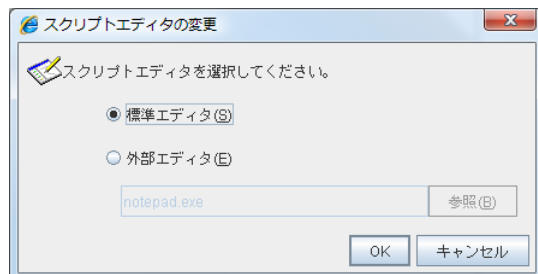 スクリプトエディタの変更
スクリプトエディタを選択してください。
標準エディタ(S)
外部エディタ(E)
notepad.exe 参照(B)
OK キャンセル